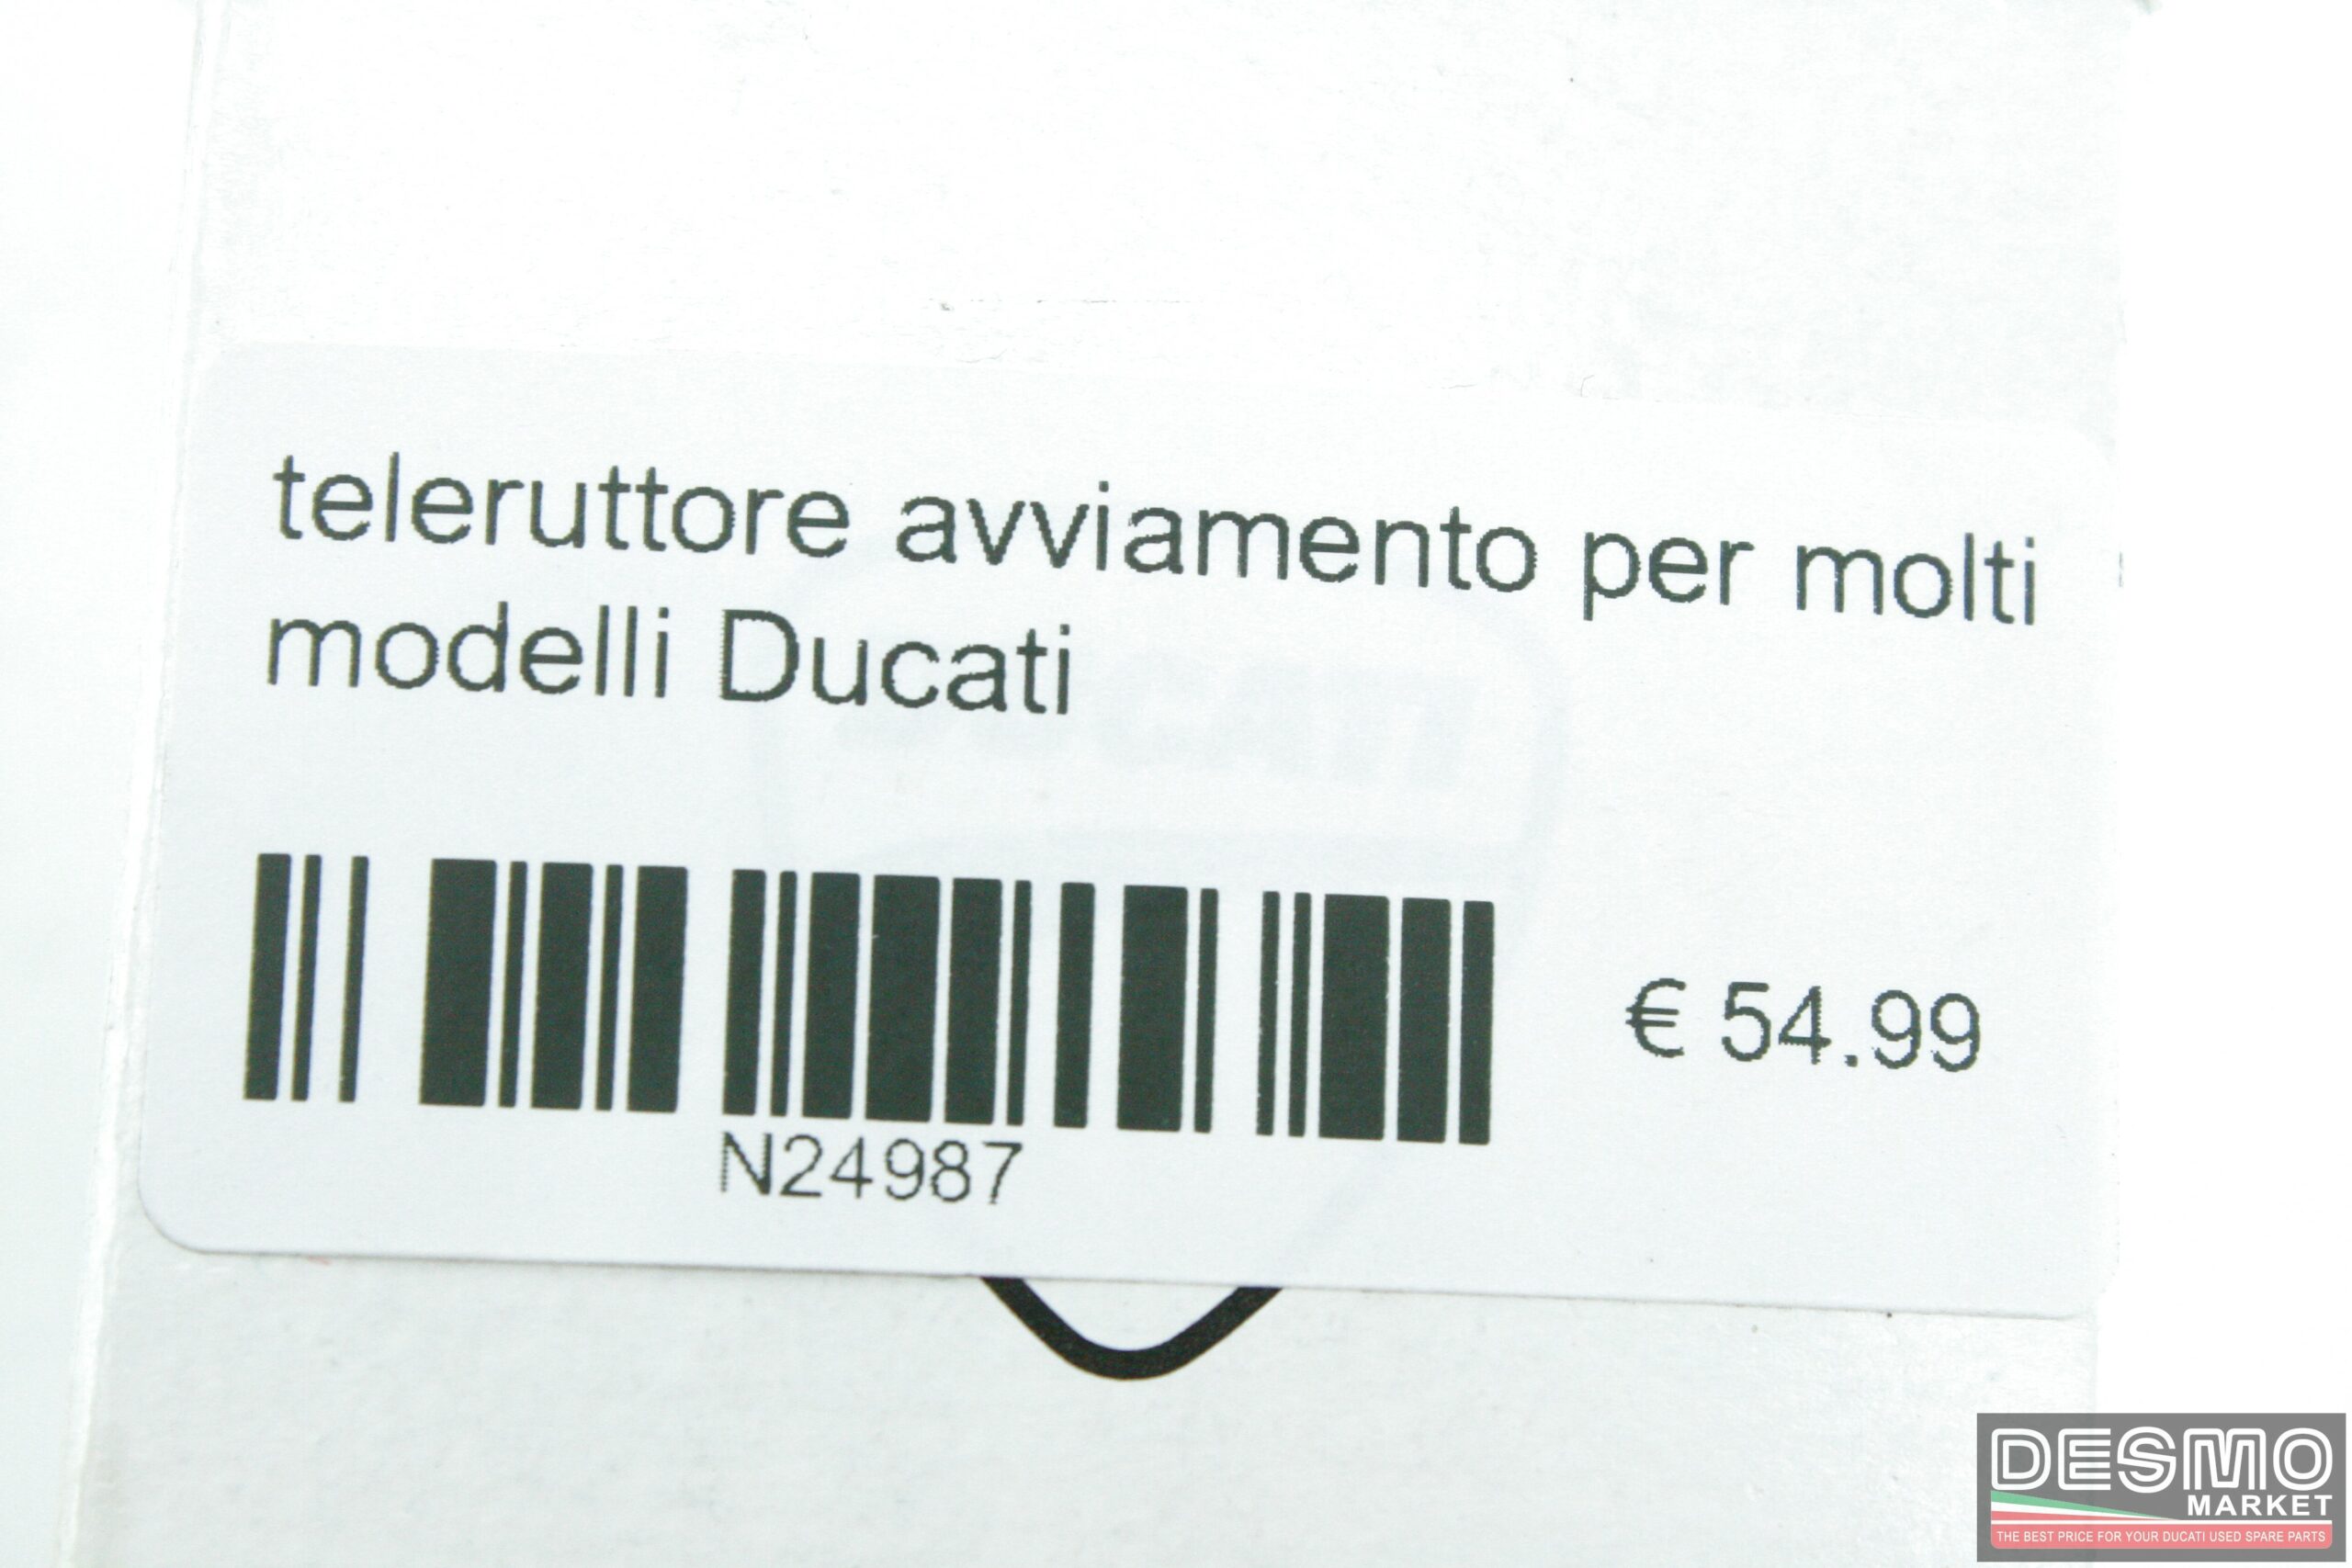 teleruttore avviamento per molti
modelli Ducati
€ 54.99
N24987
DESMO
MARKET
THE BEST PRICE FOR YOUR DUCATI USED SPARE PARTS